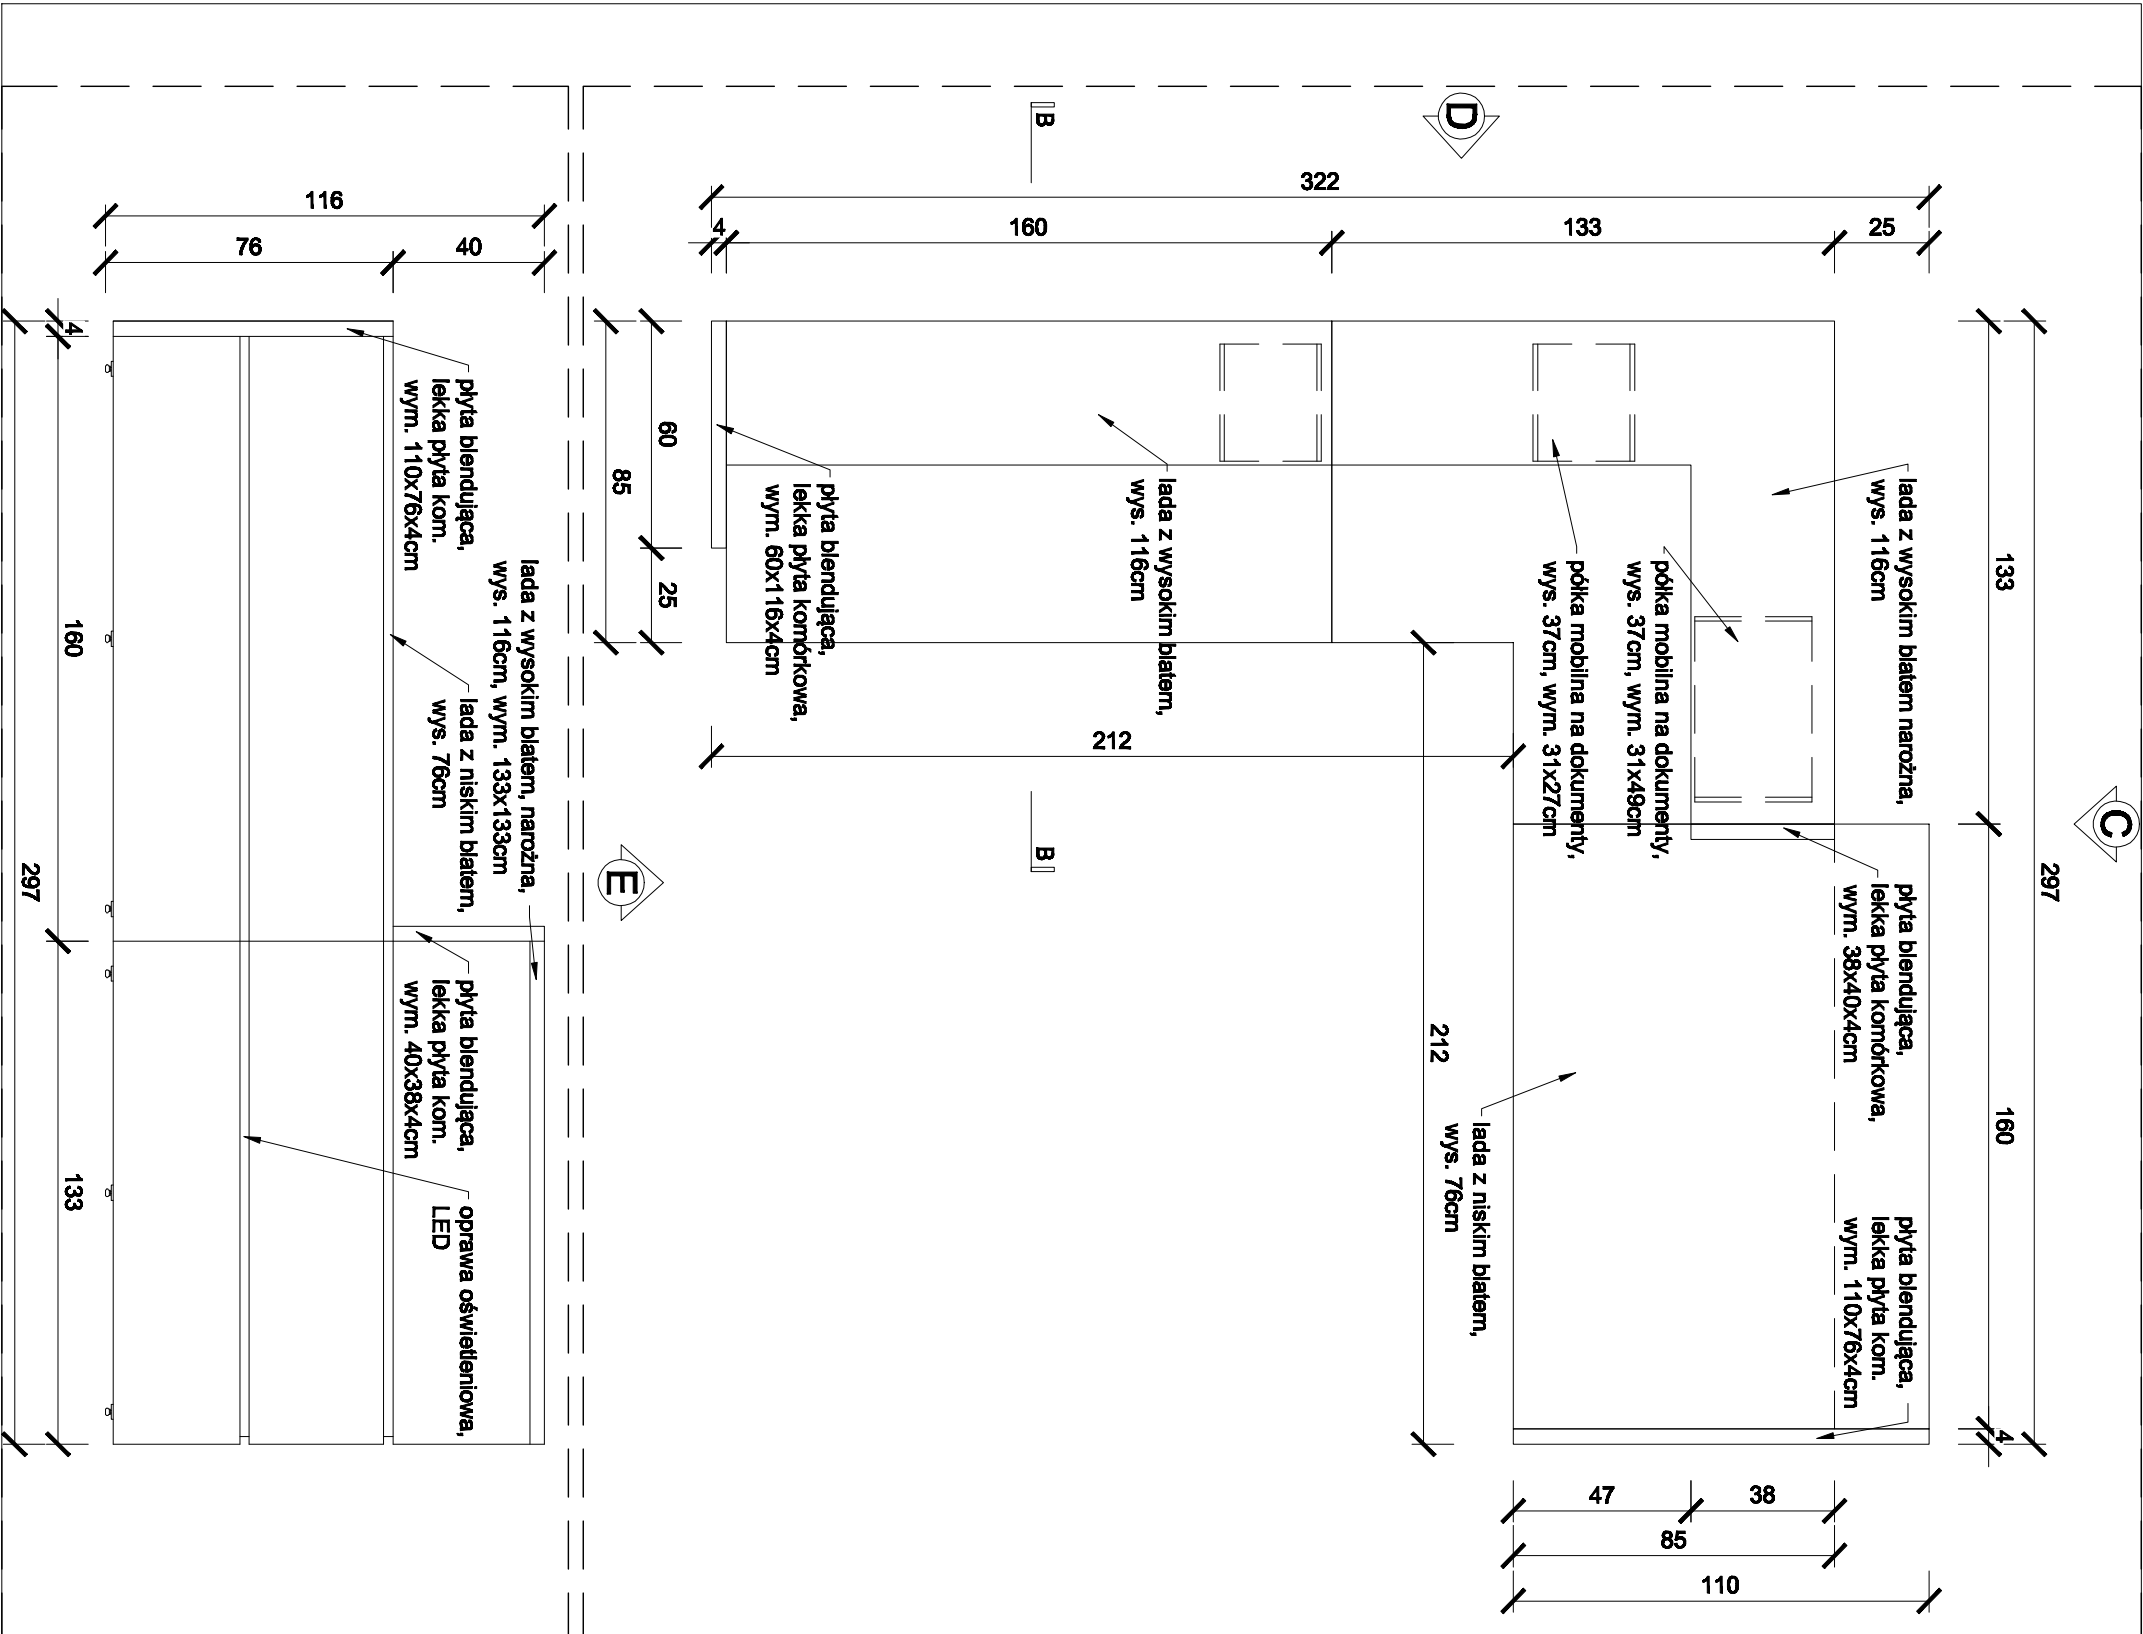 D
B
322
4
160
133
25
116
76
40
4
160
133
297
płyta blendująca,
lekka płyta kom.
wym. 110x76x4cm
lada z wysokim blatem, narożna,
wys. 116cm, wym. 133x133cm
lada z niskim blatem,
wys. 76cm
płyta blendująca,
lekka płyta kom.
wym. 40x38x4cm
oprawa oświetleniowa,
LED
60
25
85
E
B
lada z wysokim blatem narożna,
wys. 116cm
półka mobilna na dokumenty,
wys. 37cm, wym. 31x49cm
półka mobilna na dokumenty,
wys. 37cm, wym. 31x27cm
lada z wysokim blatem,
wys. 116cm
płyta blendująca,
lekka płyta komórkowa,
wym. 60x116x4cm
212
212
C
133
160
4
297
płyta blendująca,
lekka płyta komórkowa,
wym. 38x40x4cm
płyta blendująca,
lekka płyta kom.
wym. 110x76x4cm
lada z niskim blatem,
wys. 76cm
47
38
85
110